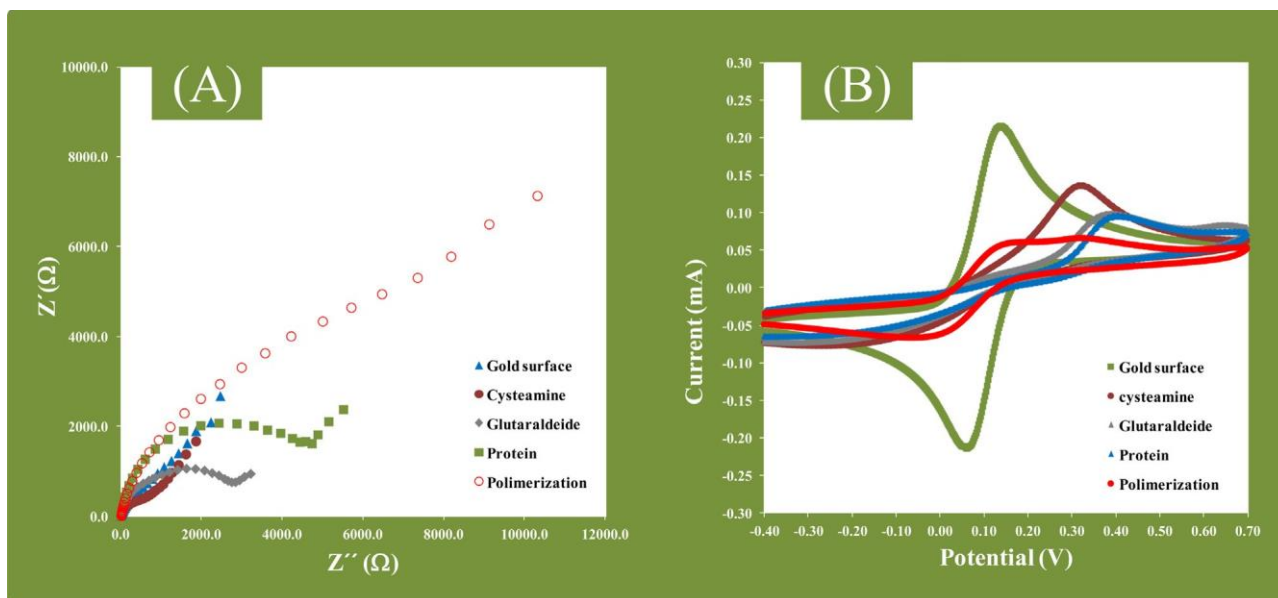 (A)
10000.0
8000.0
6000.0
4000.0
2000.0
0.0
Z´(Ω)
Gold surface
Cysteamine
Glutaraldeide
Protein
Polimerization
0.0 2000.0 4000.0 6000.0 8000.0 10000.0 12000.0
Z´´ (Ω)
(B)
0.30
0.25
0.20
0.15
0.10
0.05
0.00
-0.05
-0.10
-0.15
-0.20
-0.25
-0.30
Current (mA)
Gold surface
cysteamine
Glutaraldeide
Protein
Polimerization
-0.40 -0.30 -0.20 -0.10 0.00 0.10 0.20 0.30 0.40 0.50 0.60 0.70
Potential (V)